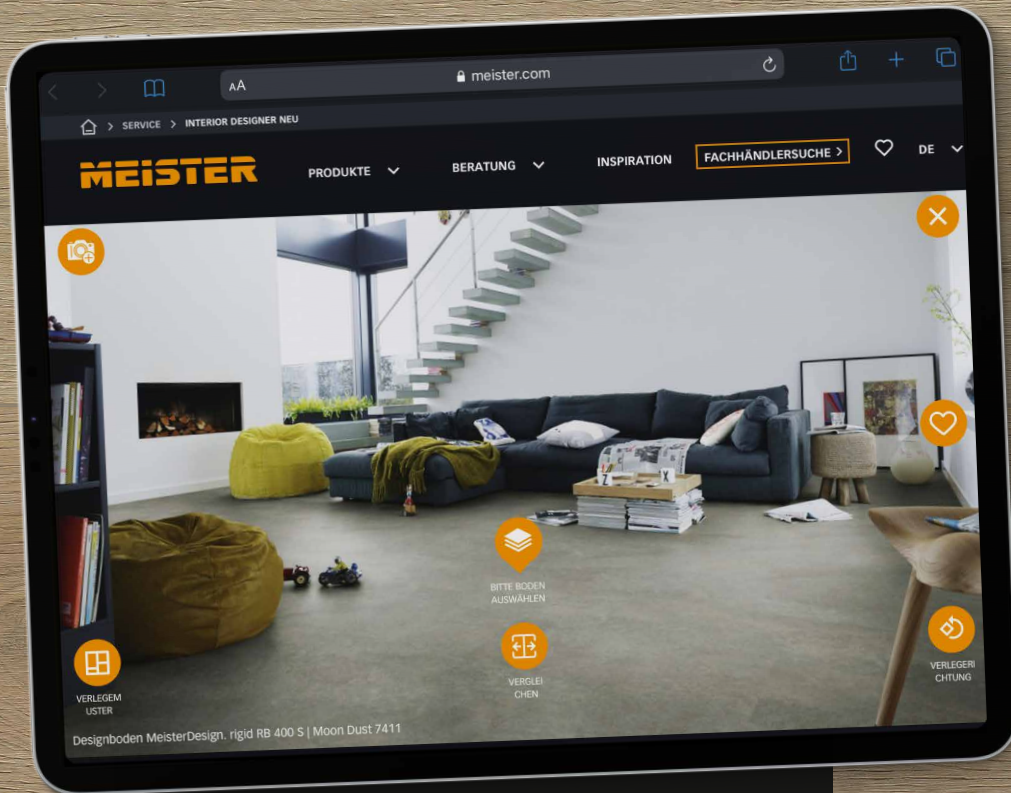 AA
meister.com
SERVICE > INTERIOR DESIGNER NEU
MEISTER
PRODUKTE
BERATUNG
INSPIRATION
FACHHÄNDLERSUCHE >
DE
Z
X
BITTE BODEN
AUSWÄHLEN
VERLEGEM
USTER
VERGLEI
CHEN
VERLEGERI
CHTUNG
Designboden MeisterDesign. rigid RB 400 S | Moon Dust 7411